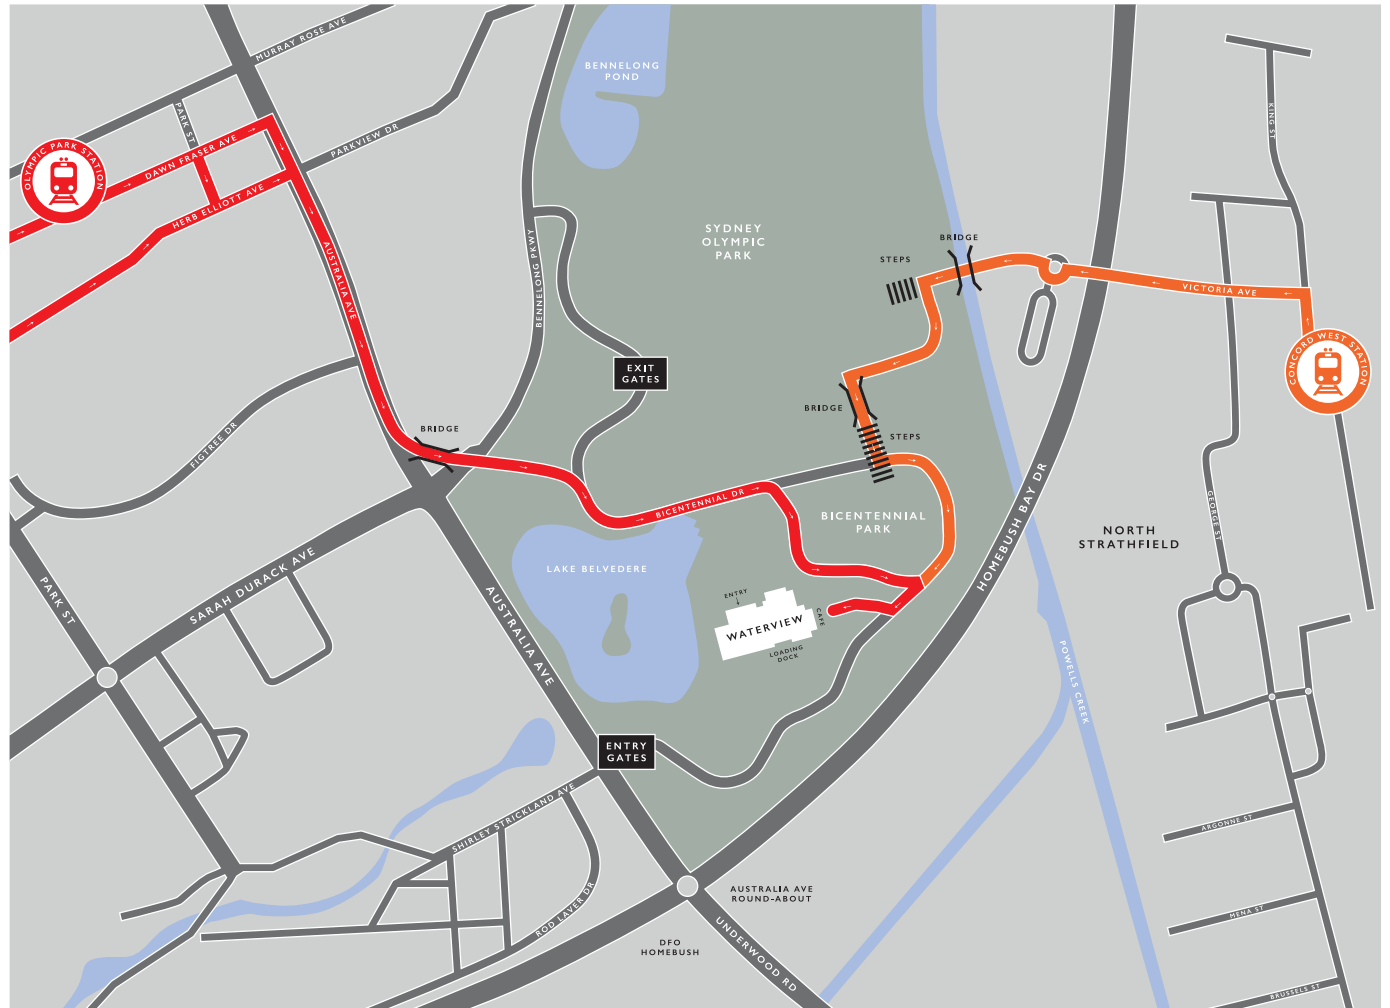 MURRAY ROSE AVE
PARK ST
DAWN FRASER AVE
PARKVIEW DR
OLYMPIC PARK STATION
HERB ELLIOTT AVE
AUSTRALIA AVE
BENNELONG PKWY
BENNELONG
POND
SYDNEY
OLYMPIC
PARK
KING ST
BRIDGE
STEPS
VICTORIA AVE
CONCORD WEST STATION
EXIT
GATES
BRIDGE
STEPS
BRIDGE
FIGTREE DR
BICENTENNIAL DR
BICENTENNIAL
PARK
HOMEBUSH BAY DR
GEORGE ST
NORTH
STRATHFIELD
LAKE BELVEDERE
SARAH DURACK AVE
PARK ST
AUSTRALIA AVE
ENTRY
WATERVIEW
CAFE
LOADING
DOCK
POWELLS CREEK
ENTRY
GATES
SHIRLEY STRICKLAND AVE
ROD LAVER DR
AUSTRALIA AVE
ROUND-ABOUT
UNDERWOOD RD
DFO
HOMEBUSH
ARGONNE ST
MENA ST
BRUSSELS ST